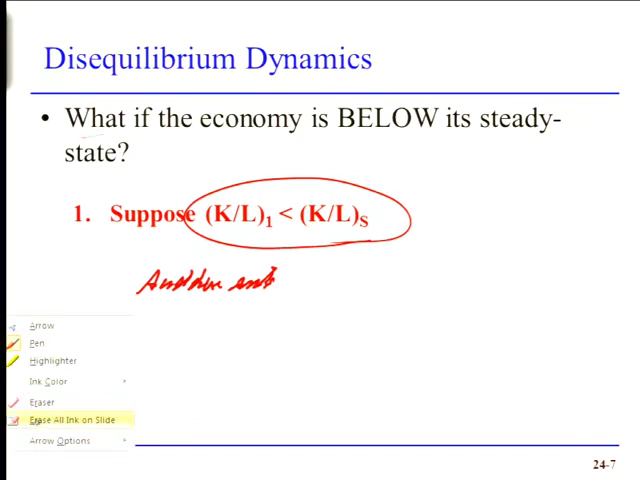 Disequilibrium Dynamics
• What if the economy is BELOW its steady-
state?
1. Suppose (K/L)1 < (K/L)S
Arrow
Pen
Highlighter
Ink Color
Eraser
Erase All Ink on Slide
Arrow Options
24-7